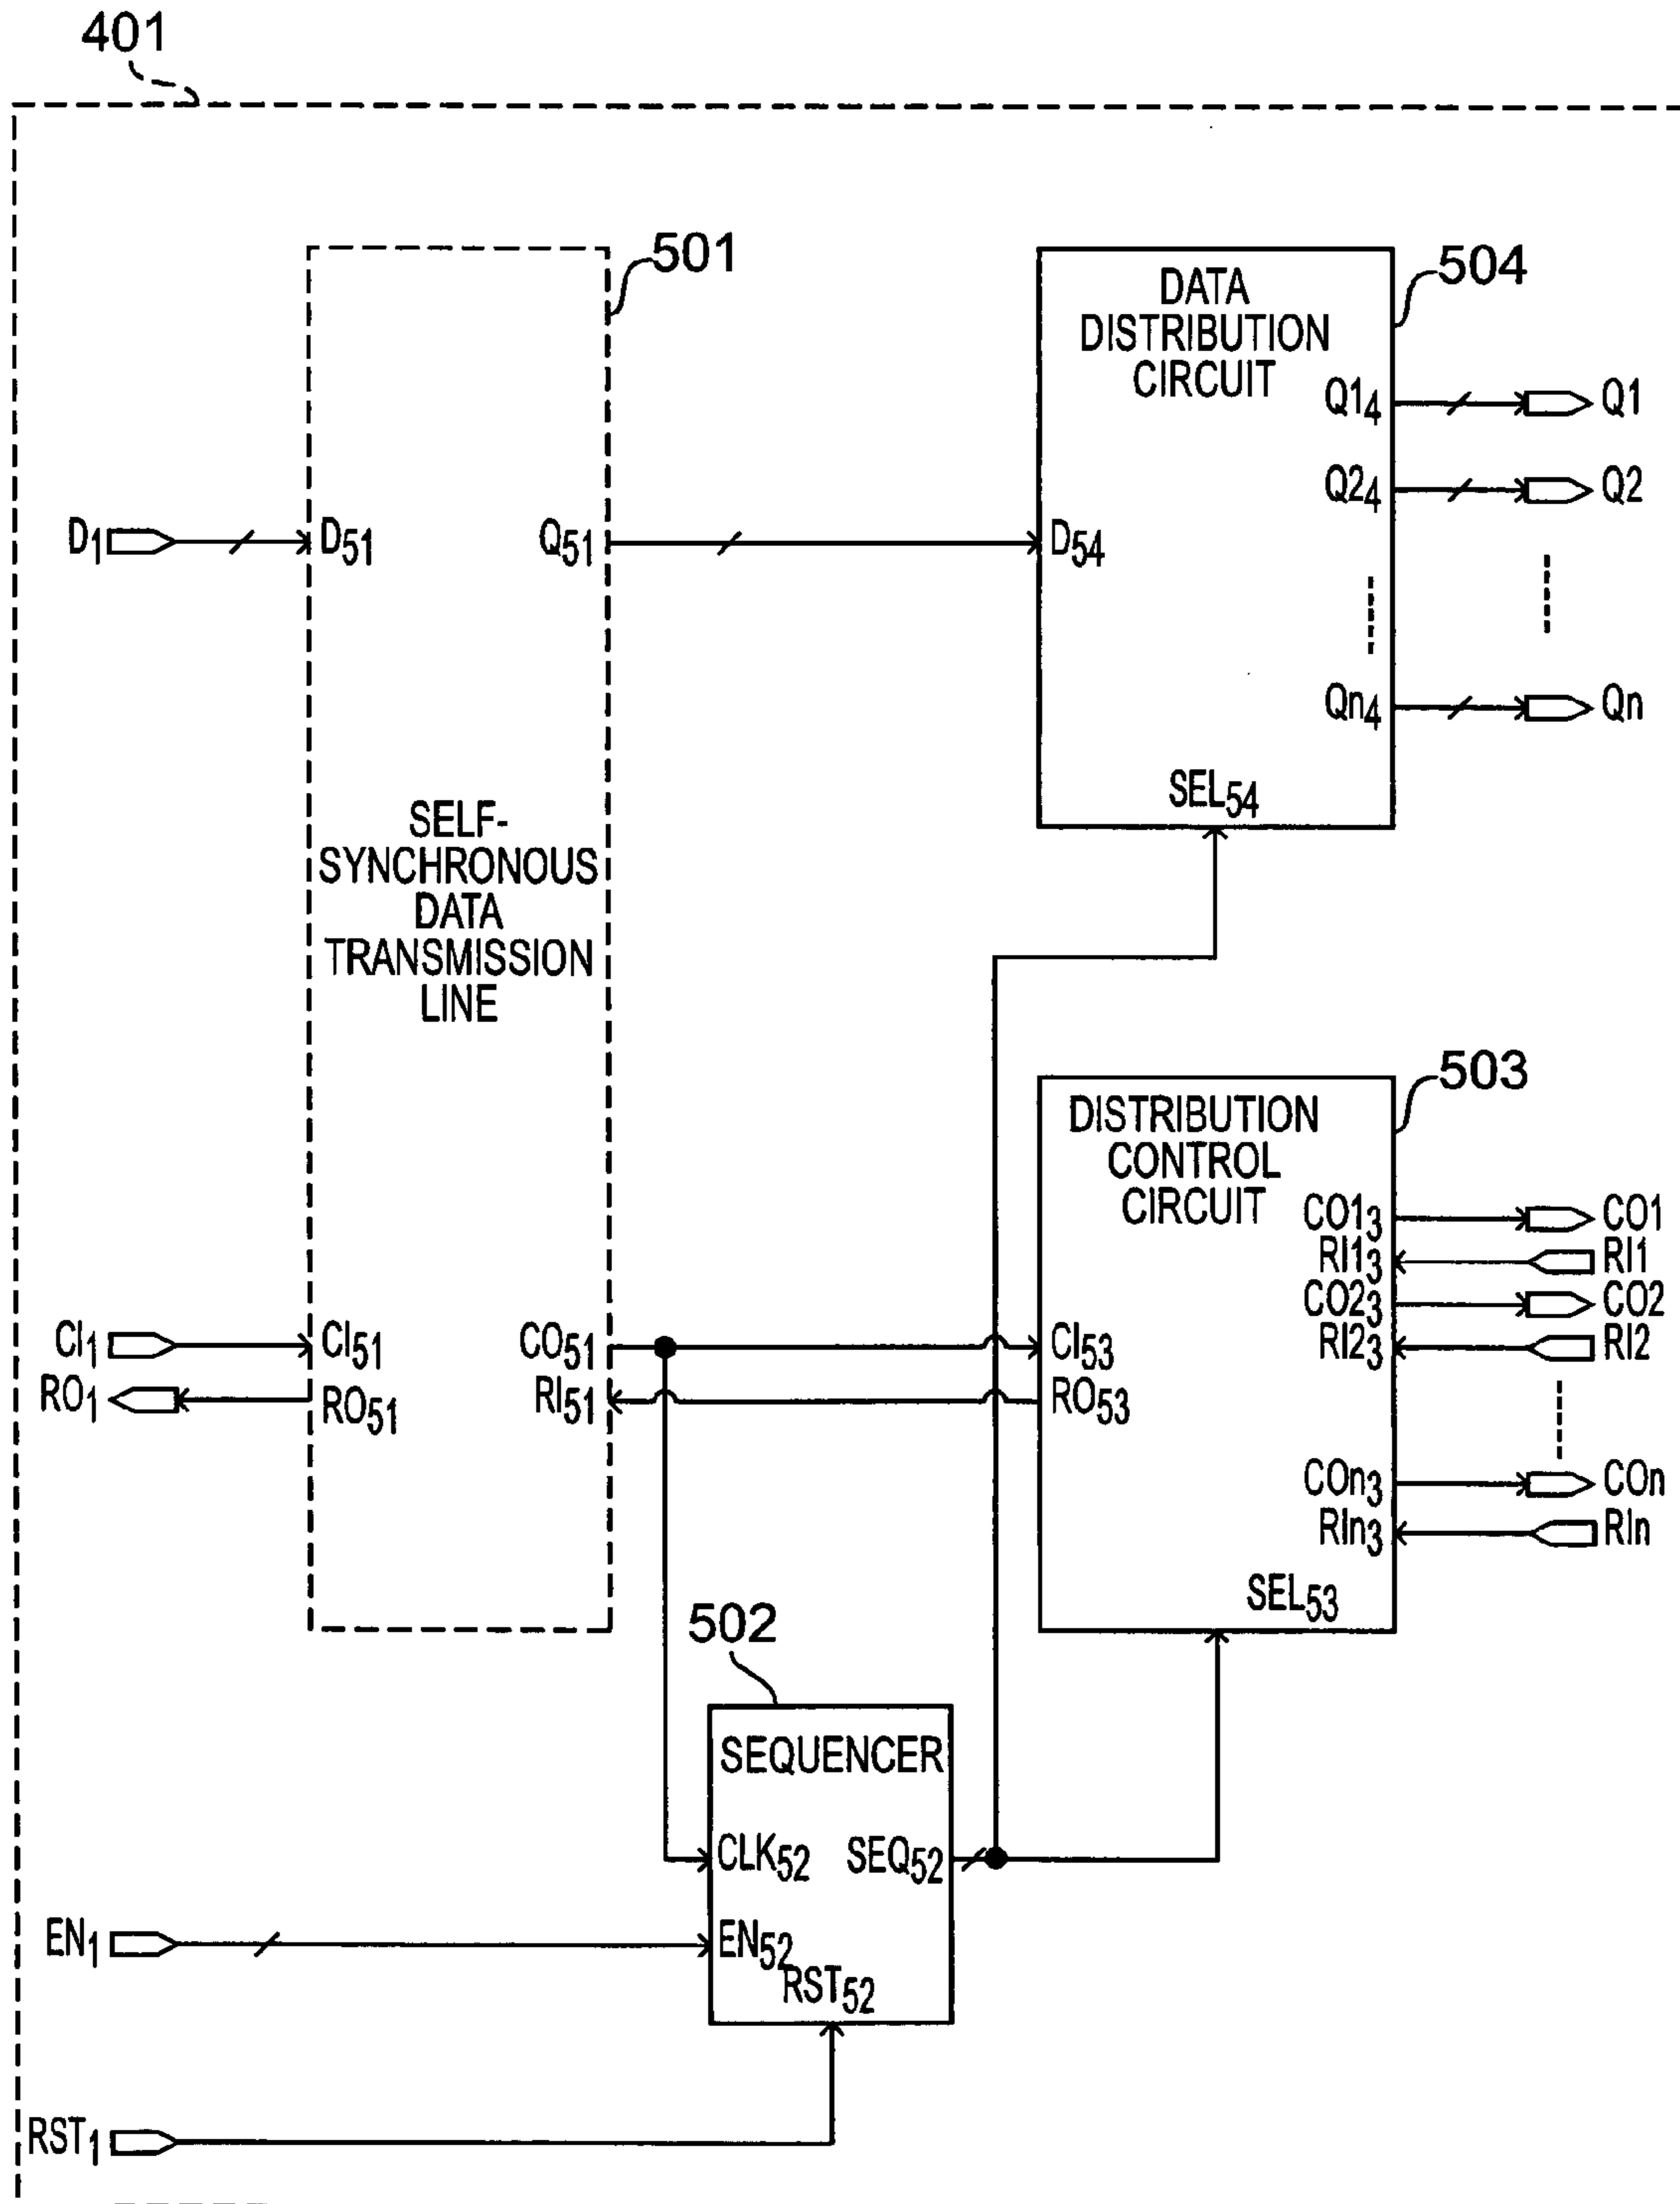 401
501
504
DATA
DISTRIBUTION
CIRCUIT
Q1₄
Q1
Q2₄
Q2
D₁
D₅₁
Q₅₁
D₅₄
Qn₄
Qn
SEL₅₄
SELF-
SYNCHRONOUS
DATA
TRANSMISSION
LINE
503
DISTRIBUTION
CONTROL
CIRCUIT
CO1₃
CO1
RI1₃
RI1
CO2₃
CO2
CI₁
CI₅₁
CO₅₁
CI₅₃
RI2₃
RI2
RO₁
RO₅₁
RI₅₁
RO₅₃
COn₃
COn
RIn₃
RIn
SEL₅₃
502
SEQUENCER
CLK₅₂
SEQ₅₂
EN₁
EN₅₂
RST₅₂
RST₁